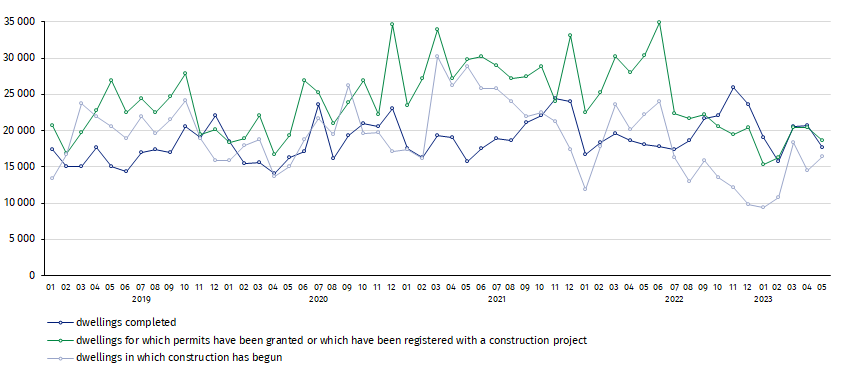 35 000
30 000
25 000
20 000
15 000
10 000
5 000
0
01 02 03 04 05 06 07 08 09 10 11 12 01 02 03 04 05 06 07 08 09 10 11 12 01 02 03 04 05 06 07 08 09 10 11 12 01 02 03 04 05 06 07 08 09 10 11 12 01 02 03 04 05
2019 2020 2021 2022 2023
dwellings completed
dwellings for which permits have been granted or which have been registered with a construction project
dwellings in which construction has begun